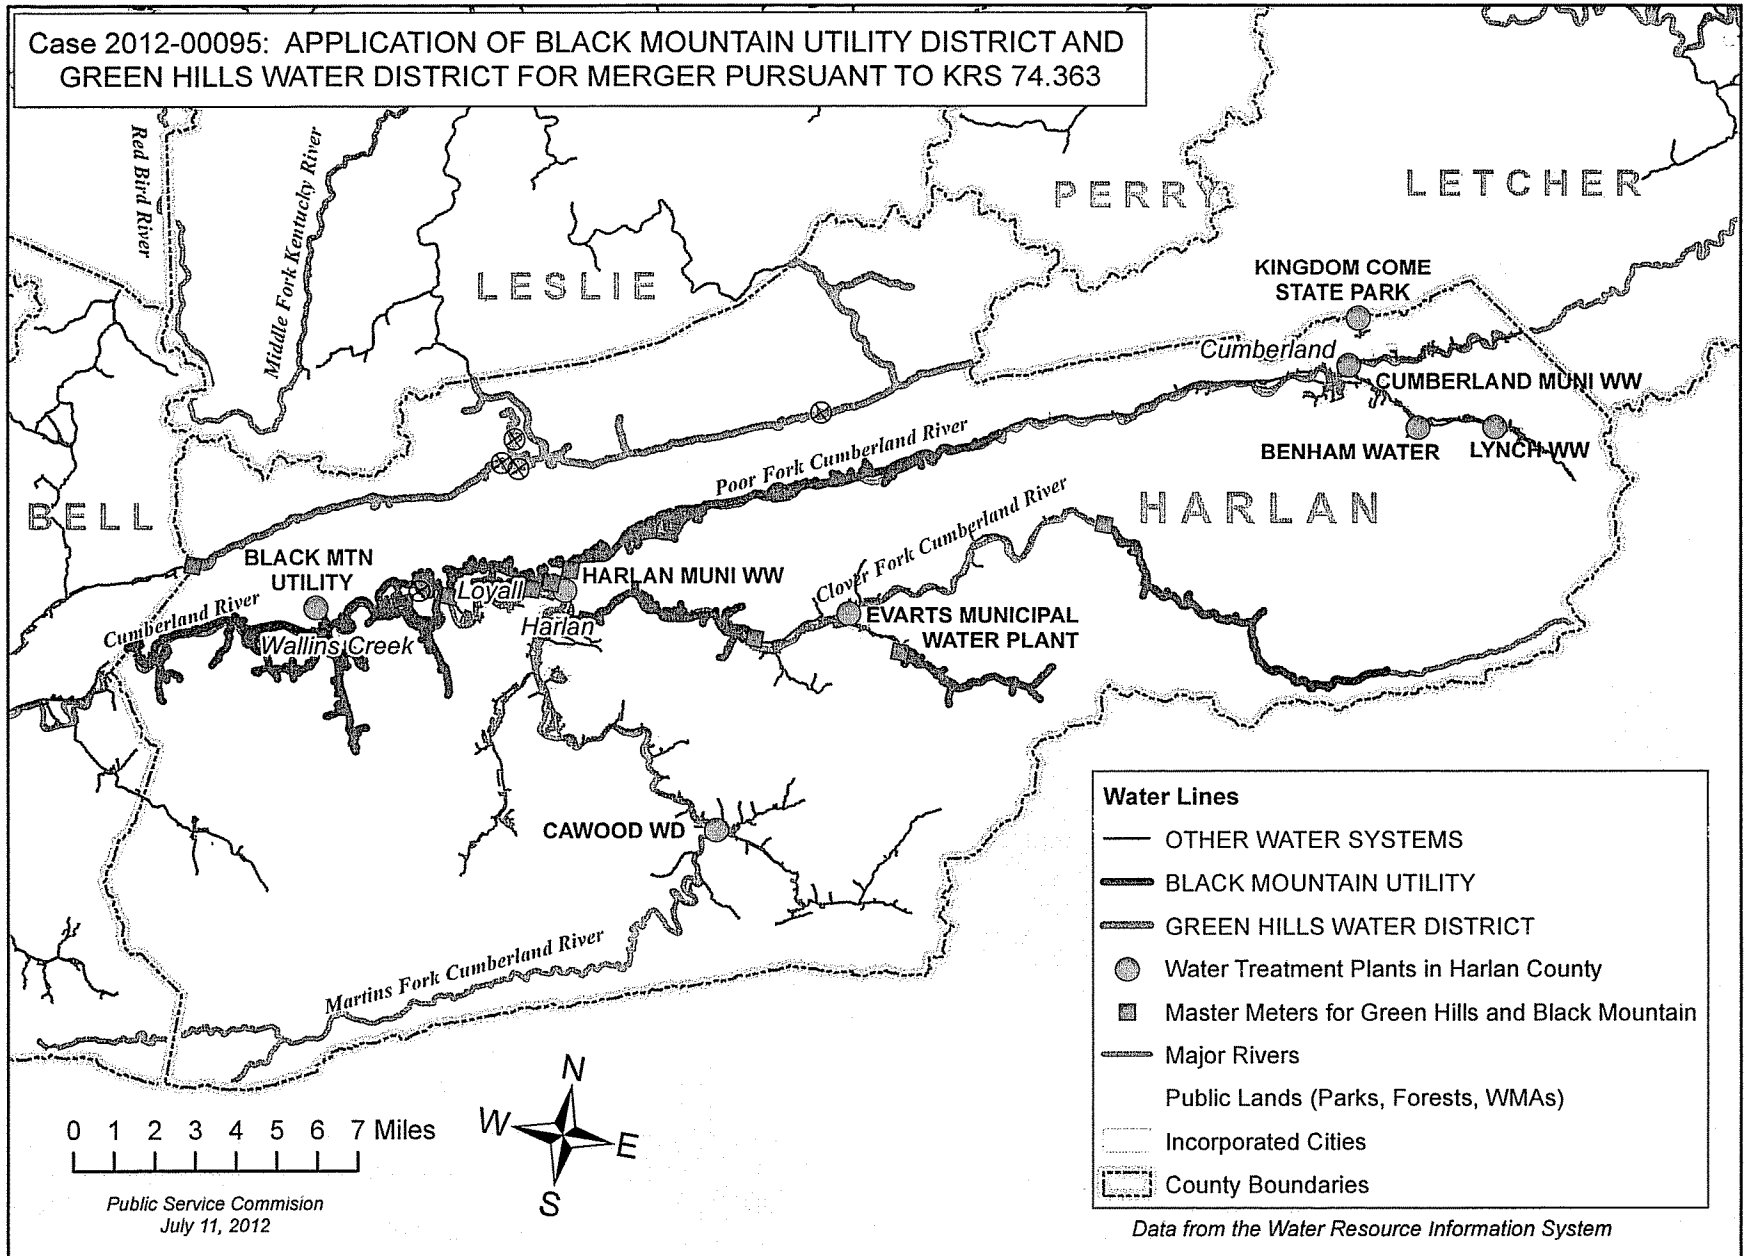 Case 2012-00095: APPLICATION OF BLACK MOUNTAIN UTILITY DISTRICT AND
GREEN HILLS WATER DISTRICT FOR MERGER PURSUANT TO KRS 74.363
Red Bird River
Middle Fork Kentucky River
PERRY
LETCHER
LESLIE
KINGDOM COME
STATE PARK
Cumberland
CUMBERLAND MUNI WW
BENHAM WATER
LYNCH WW
Poor Fork Cumberland River
HARLAN
BELL
BLACK MTN
UTILITY
Loyall
HARLAN MUNI WW
Clover Fork Cumberland River
Cumberland River
Wallins Creek
Harlan
EVARTS MUNICIPAL
WATER PLANT
CAWOOD WD
Martins Fork Cumberland River
Water Lines
OTHER WATER SYSTEMS
BLACK MOUNTAIN UTILITY
GREEN HILLS WATER DISTRICT
Water Treatment Plants in Harlan County
Master Meters for Green Hills and Black Mountain
Major Rivers
Public Lands (Parks, Forests, WMAs)
Incorporated Cities
County Boundaries
N
W
E
S
0 1 2 3 4 5 6 7 Miles
Public Service Commision
July 11, 2012
Data from the Water Resource Information System